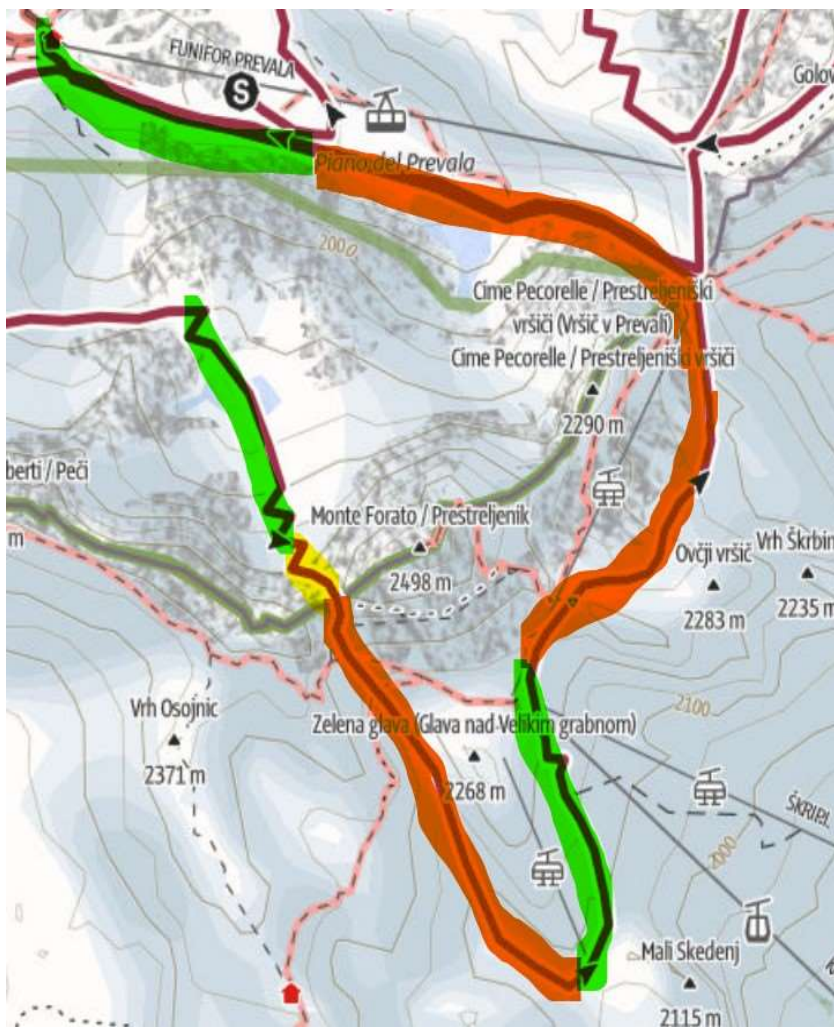 FUNIFOR PREVALA
S
Golov
Piano del Prevala
2000
Cime Pecorelle / Prestreljeniški
vršiči (Vršič v Prevali)
Cime Pecorelle / Prestreljeniški vršiči
2290 m
berti / Peči
m
Monte Forato / Prestreljenik
2498 m
Ovčji vršič
2283 m
Vrh Škrbin
2235 m
2100
Vrh Osojnic
2371 m
Zelena glava (Glava nad Velikim grabnom)
2268 m
ŠKRIPI
2000
Mali Skedenj
2115 m